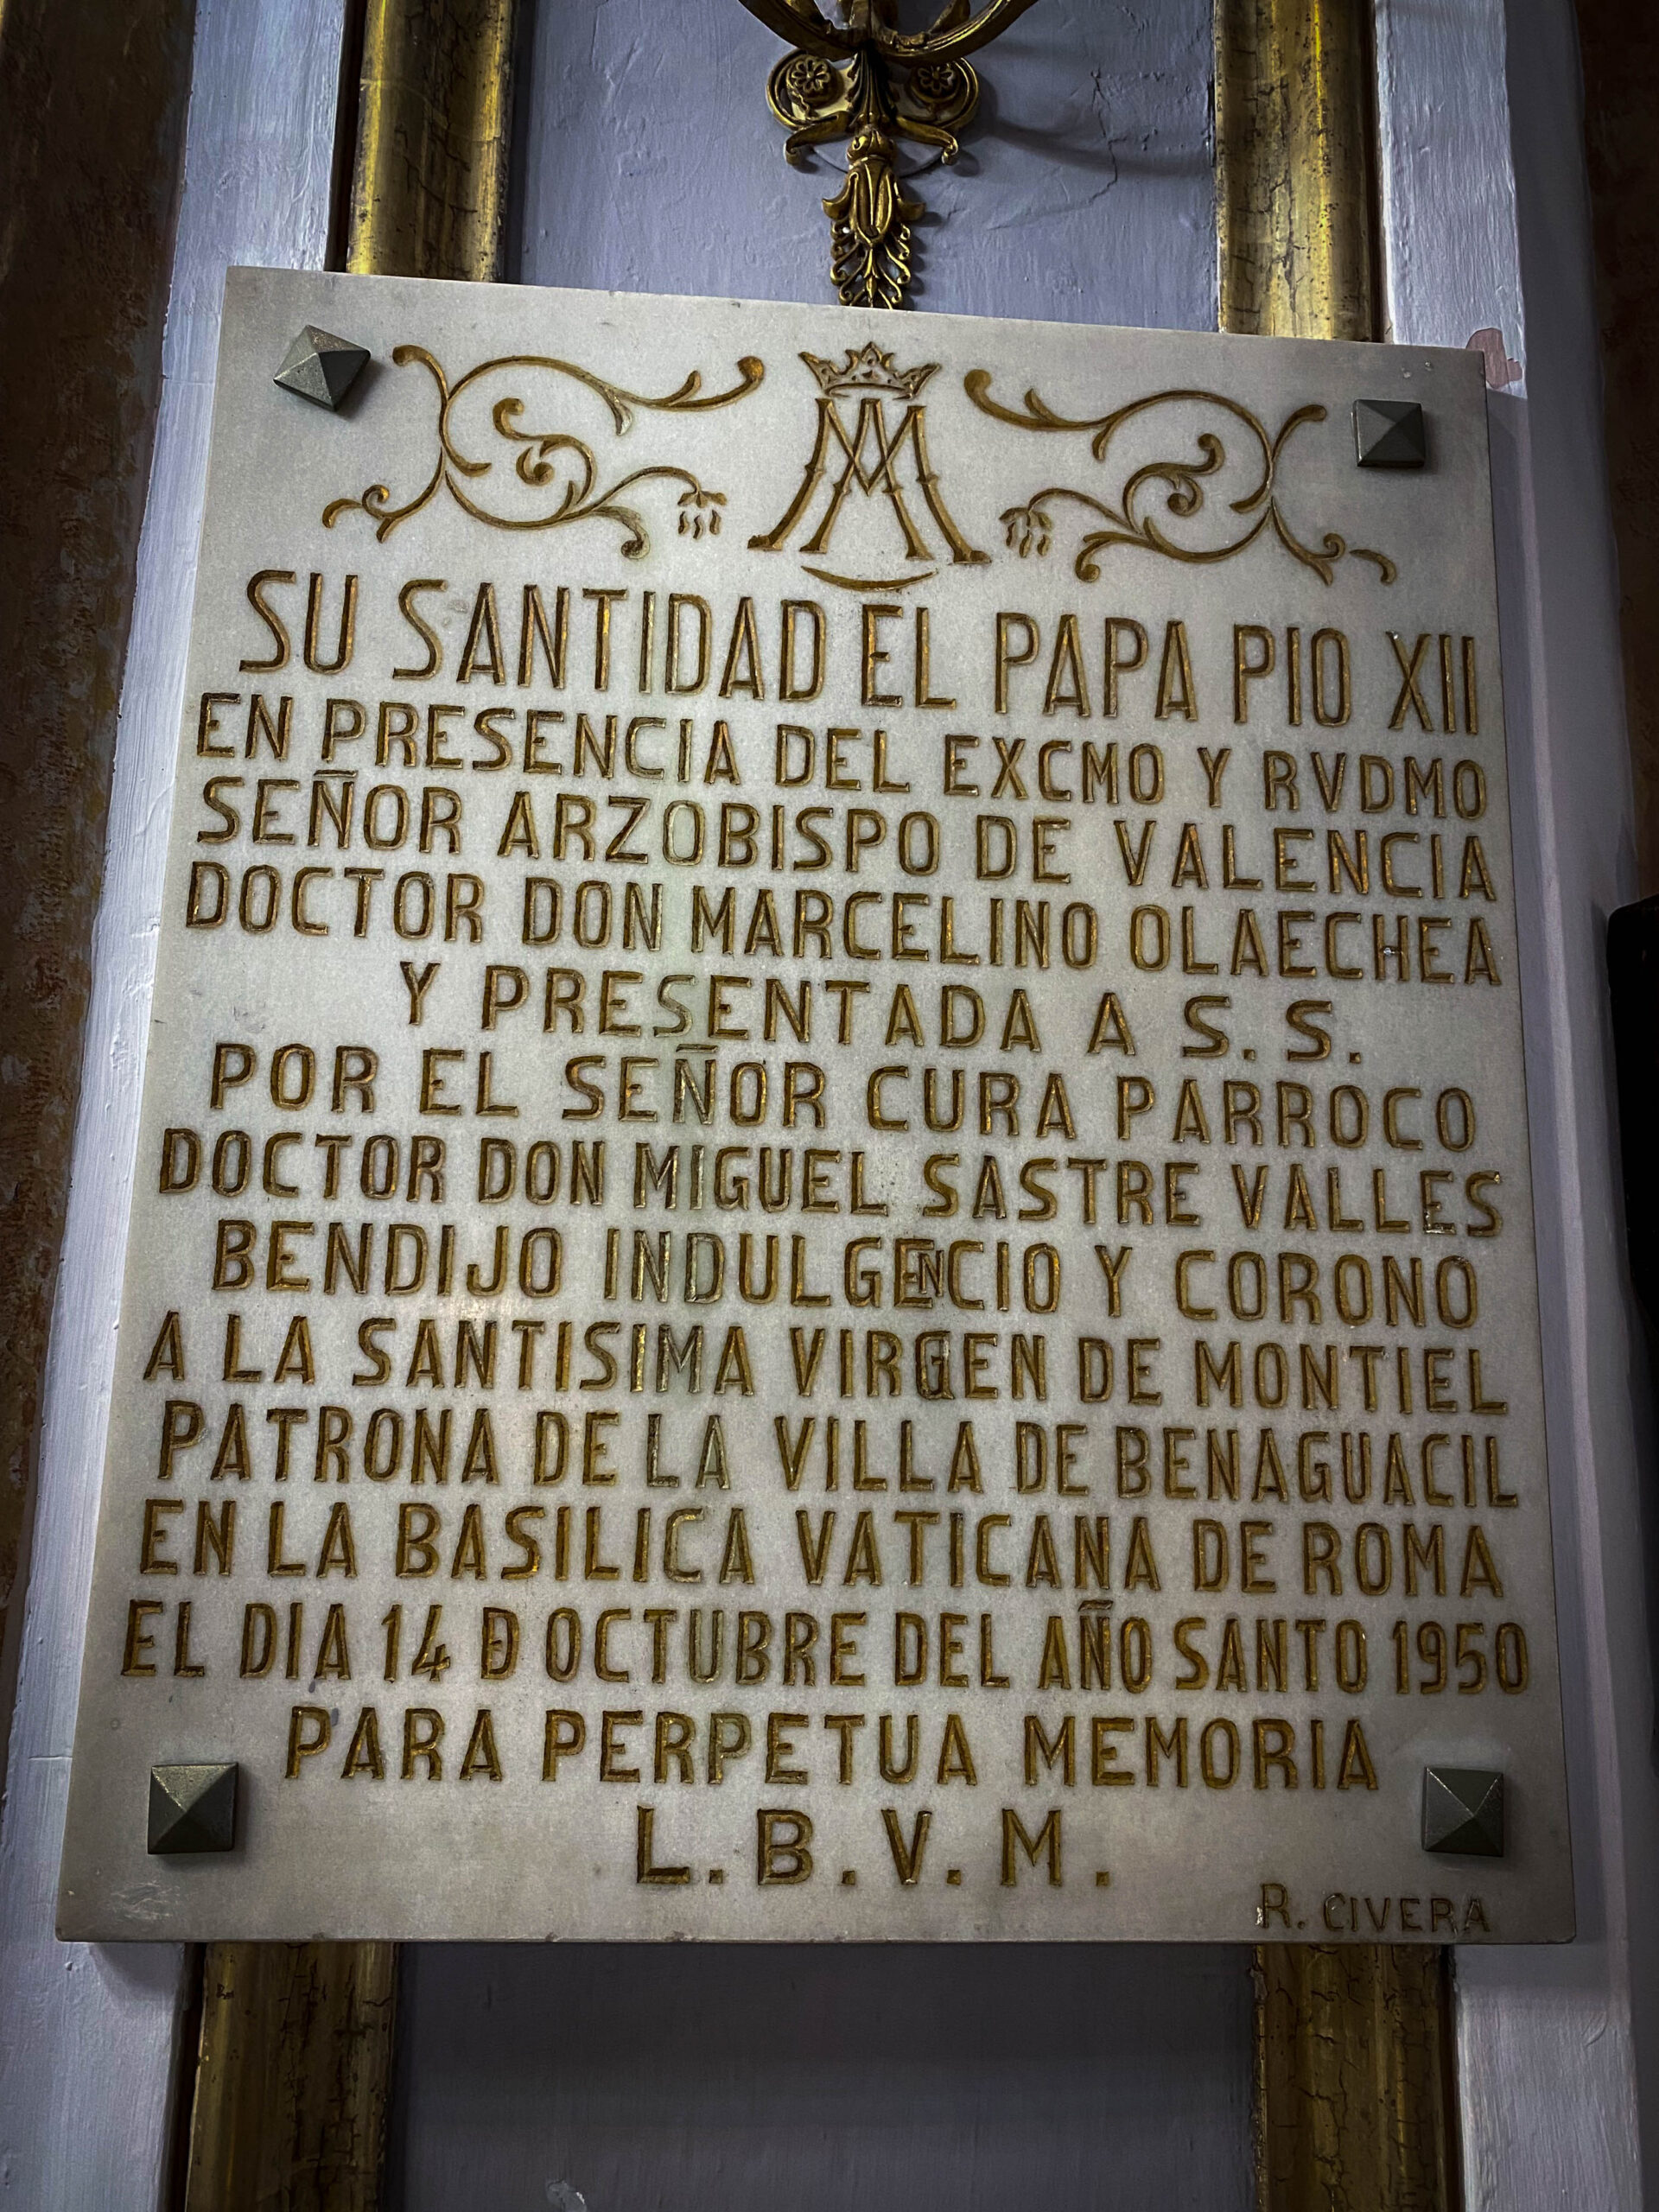 SU SANTIDAD EL PAPA PIO XII
EN PRESENCIA DEL EXCMO Y RVDMO
SEÑOR ARZOBISPO DE VALENCIA
DOCTOR DON MARCELINO OLAECHEA
Y PRESENTADA A S. S.
POR EL SEÑOR CURA PARROCO
DOCTOR DON MIGUEL SASTRE VALLES
BENDIJO INDULGENCIO Y CORONO
A LA SANTISIMA VIRGEN DE MONTIEL
PATRONA DE LA VILLA DE BENAGUACIL
EN LA BASILICA VATICANA DE ROMA
EL DIA 14 Đ OCTUBRE DEL AÑO SANTO 1950
PARA PERPETUA MEMORIA
L.B.V.M.
R. CIVERA